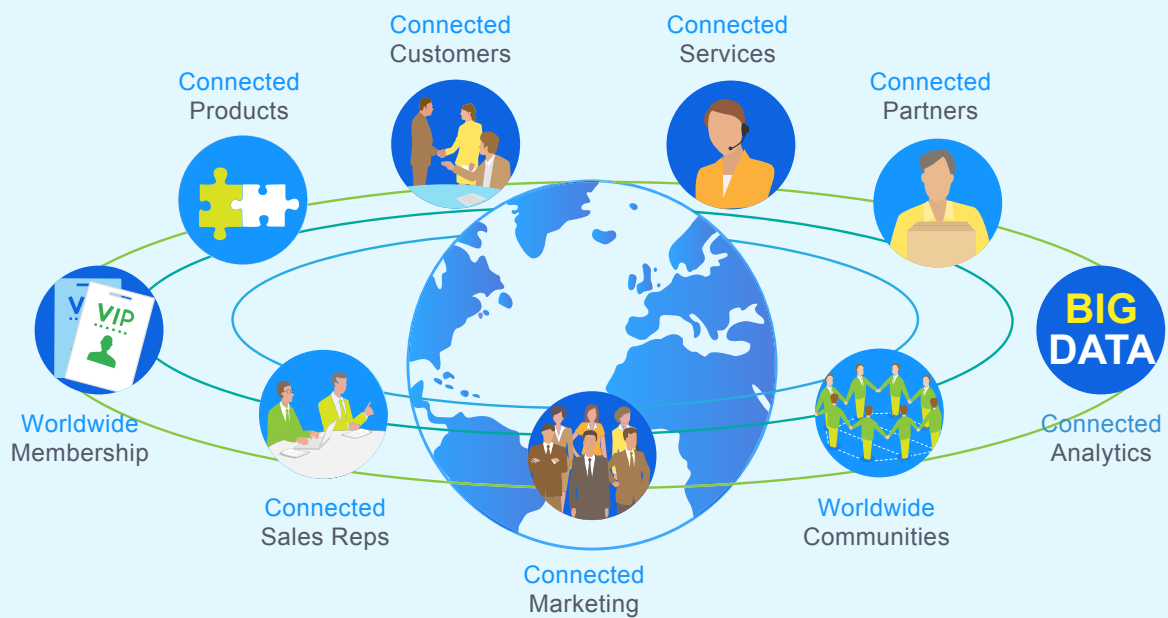 Connected
Customers
Connected
Services
Connected
Products
Connected
Partners
VIP
BIG
DATA
Worldwide
Membership
Connected
Analytics
Connected
Sales Reps
Worldwide
Communities
Connected
Marketing